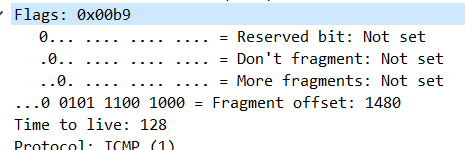 Flags: 0x00b9
0... .... .... .... = Reserved bit: Not set
.0.. .... .... .... = Don't fragment: Not set
..0. .... .... .... = More fragments: Not set
...0 0101 1100 1000 = Fragment offset: 1480
Time to live: 128
Protocol: ICMP (1)